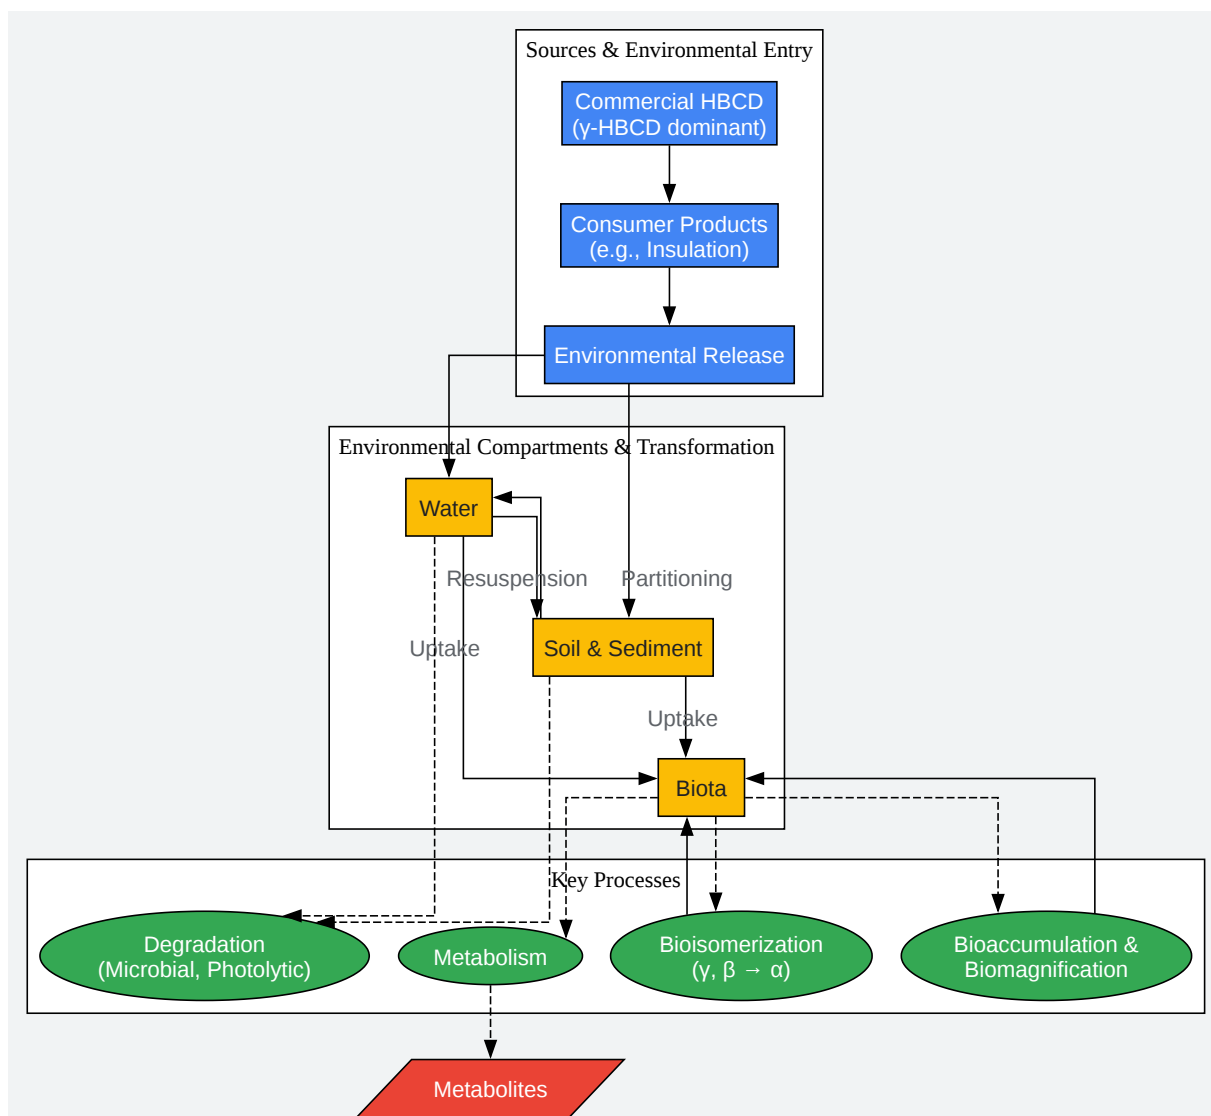 Sources & Environmental Entry
Commercial HBCD
(γ-HBCD dominant)
Consumer Products
(e.g., Insulation)
Environmental Release
Environmental Compartments & Transformation
Water
Resuspension
Partitioning
Uptake
Soil & Sediment
Uptake
Biota
Key Processes
Degradation
(Microbial, Photolytic)
Metabolism
Bioisomerization
(γ, β → α)
Bioaccumulation &
Biomagnification
Metabolites